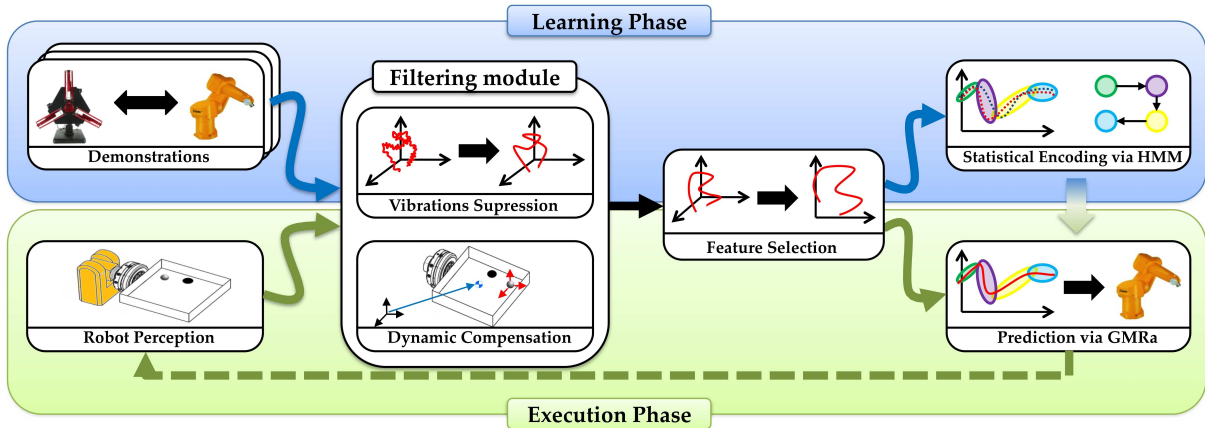 Learning Phase
Demonstrations
Filtering module
Vibrations Supression
Dynamic Compensation
Feature Selection
Statistical Encoding via HMM
Robot Perception
Prediction via GMRa
Execution Phase